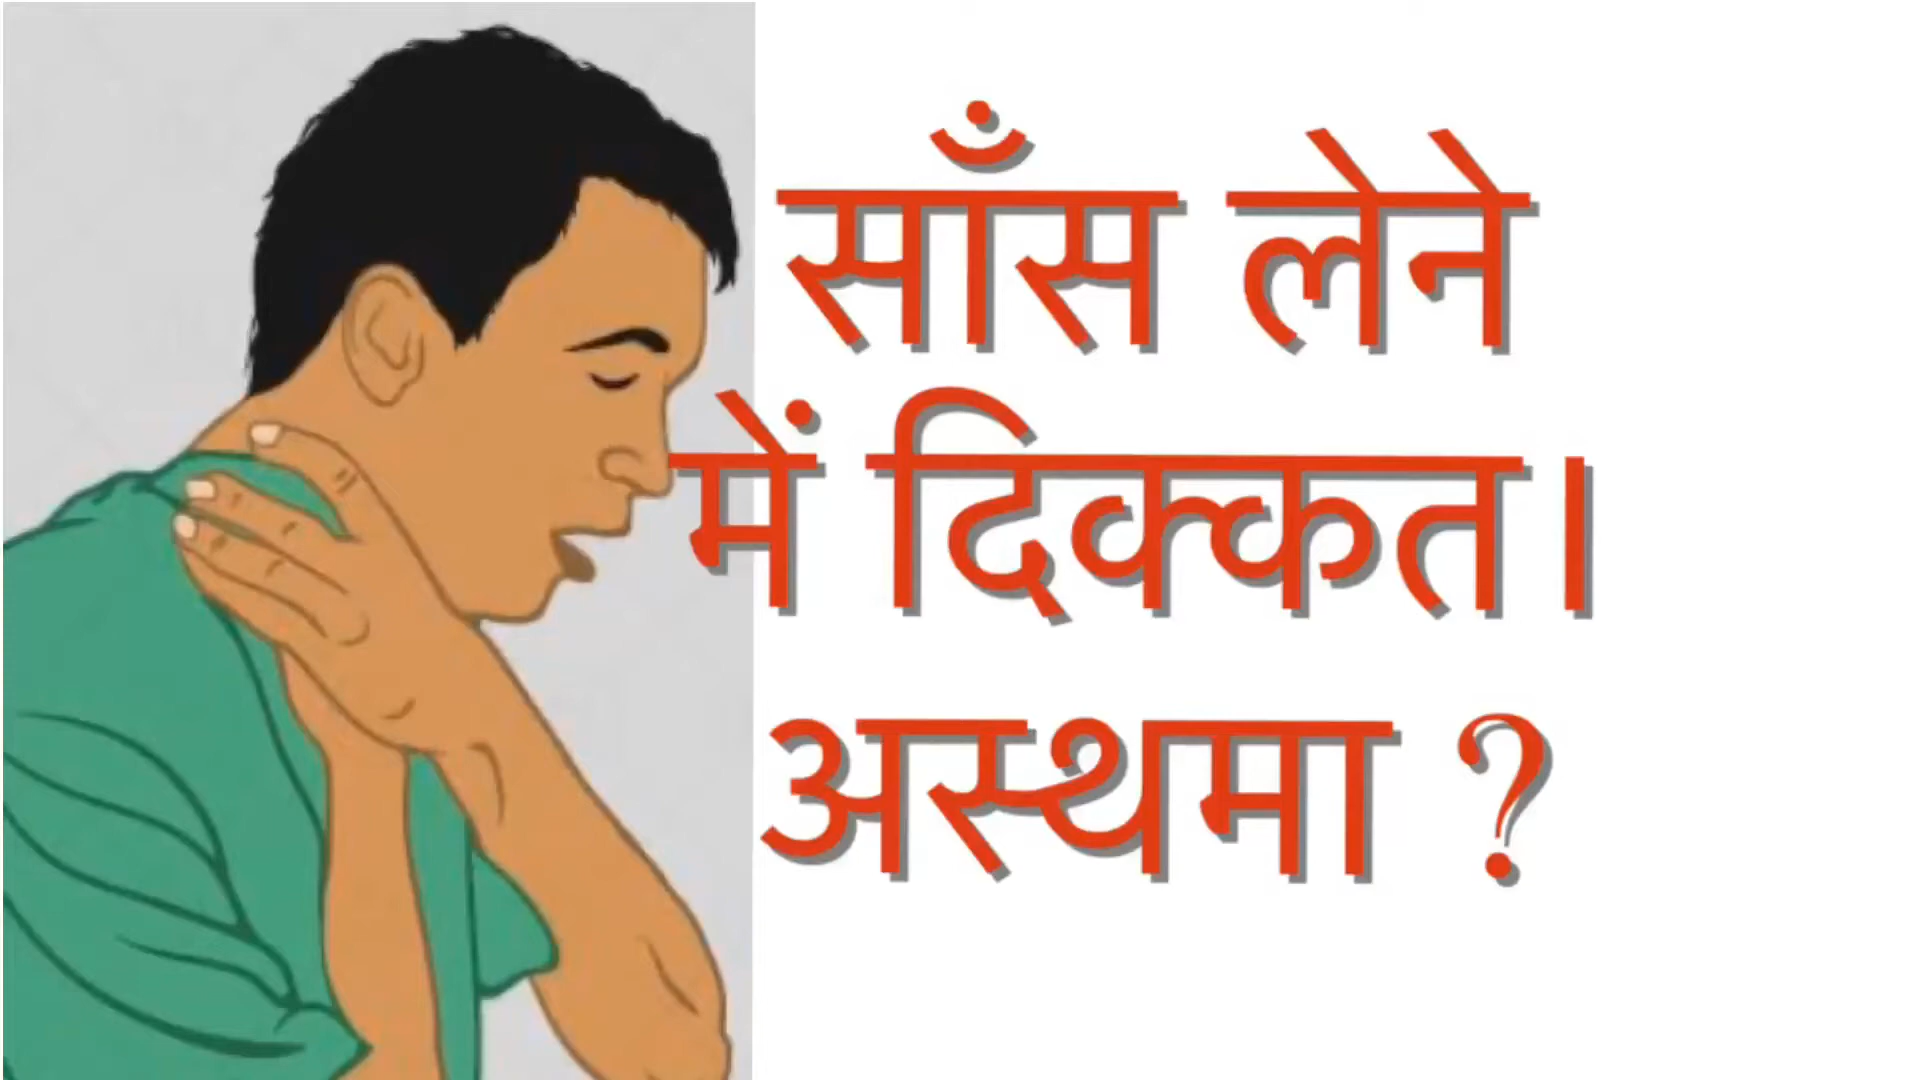 साँस लेने
में दिक्कत।
अस्थमा ?